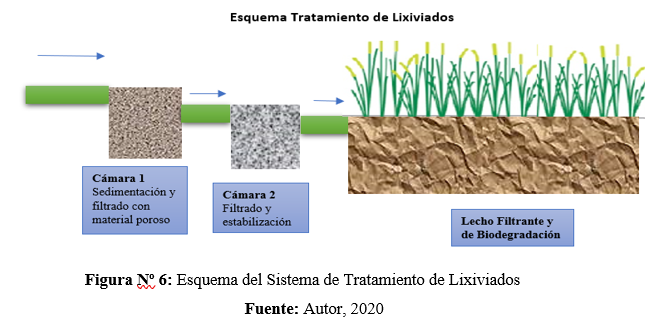 Esquema Tratamiento de Lixiviados
Cámara 1
Sedimentación y
filtrado con
material poroso
Cámara 2
Filtrado y
estabilización
Lecho Filtrante y
de Biodegradación
Figura Nº 6: Esquema del Sistema de Tratamiento de Lixiviados
Fuente: Autor, 2020